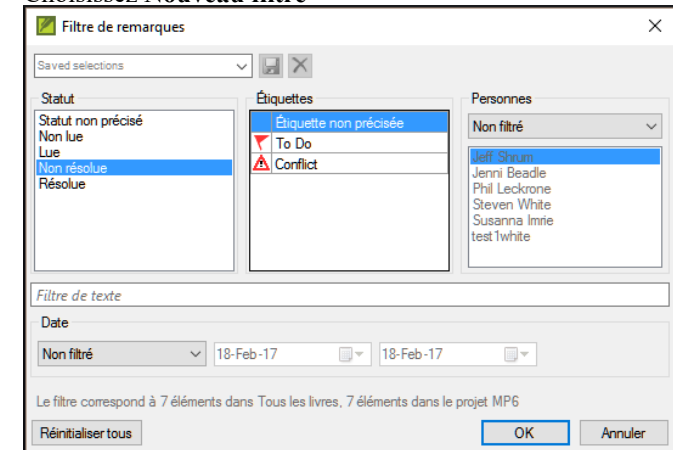 Choisissez Nouveau filtre
Filtre de remarques
Saved selections
Statut
Statut non précisé
Non lue
Lue
Non résolue
Résolue
Étiquettes
Étiquette non précisée
To Do
Conflict
Personnes
Non filtré
Jeff Shrum
Jenni Beadle
Phil Leckrone
Steven White
Susanna Imrie
test1white
Filtre de texte
Date
Non filtré 18-Feb-17 18-Feb-17
Le filtre correspond à 7 éléments dans Tous les livres, 7 éléments dans le projet MP6
Réinitialiser tous OK Annuler